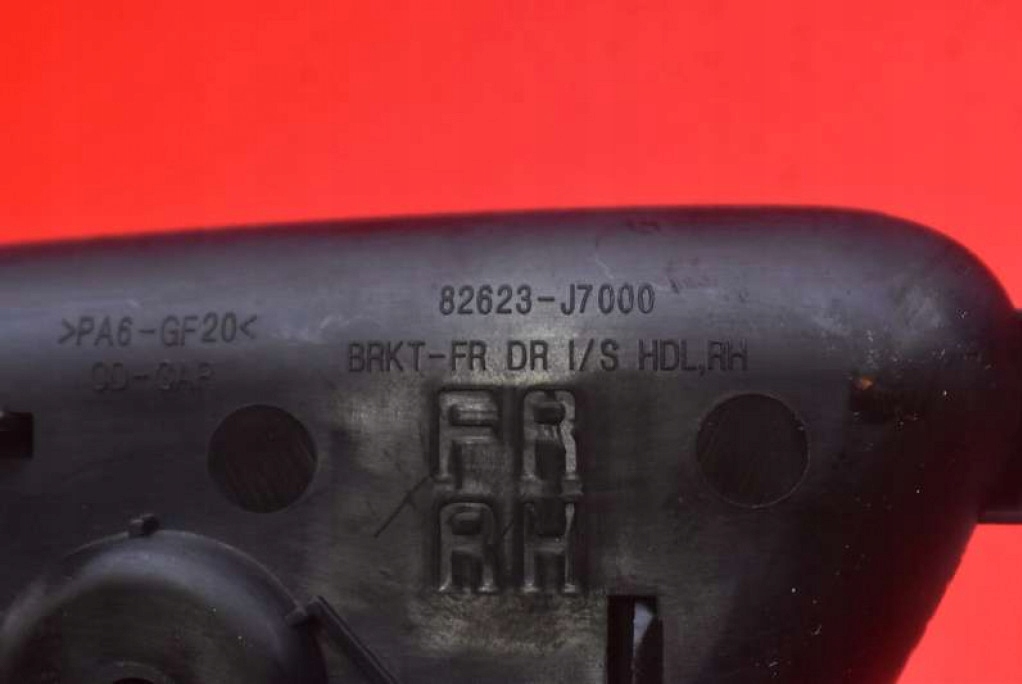 82623-J7000
>PA6-GF20<
BRKT-FR DR I/S HDL,RH
FR
RH